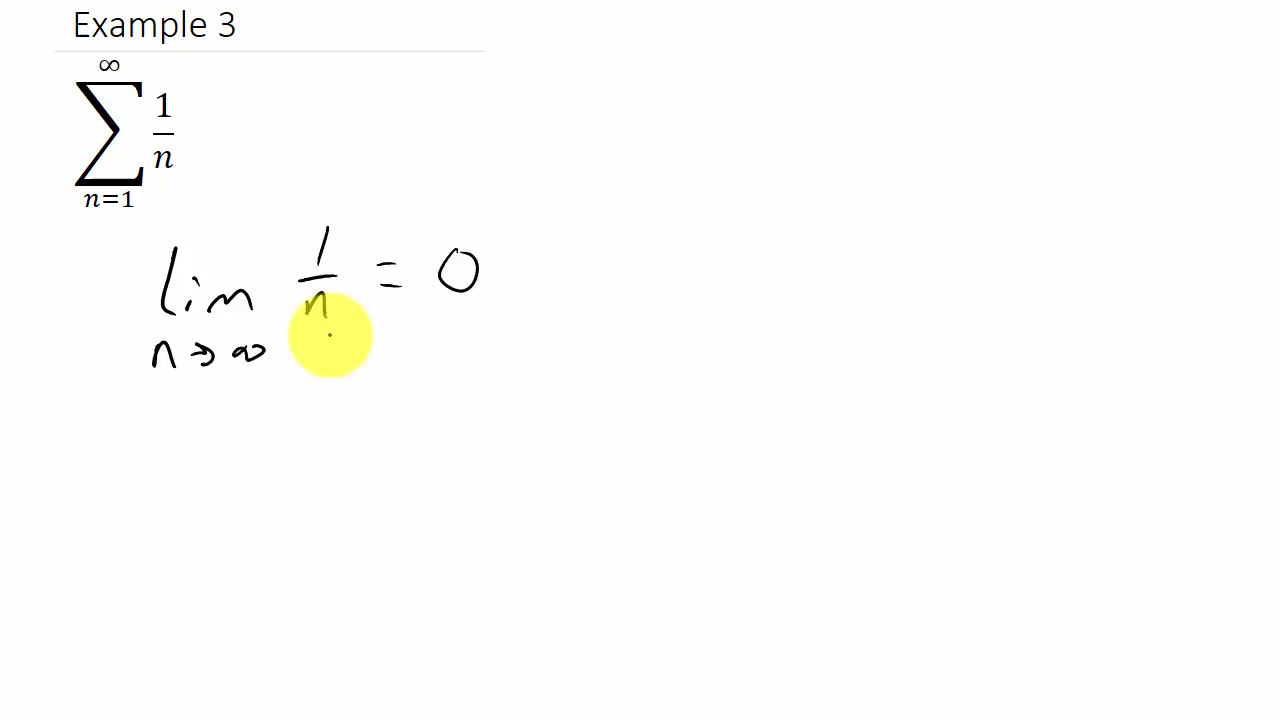 Example 3
∞
∑ 1/n
n=1
lim 1/n = 0
n→∞